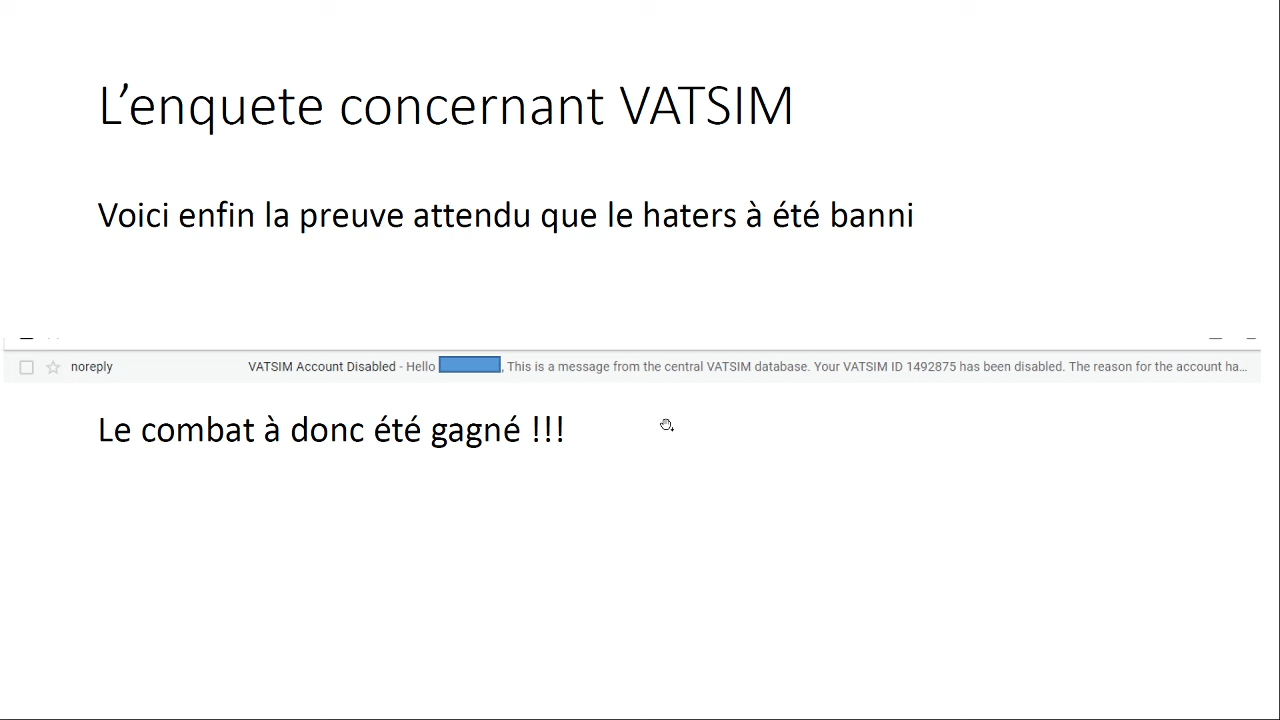 L’enquete concernant VATSIM
Voici enfin la preuve attendu que le haters à été banni
noreply VATSIM Account Disabled - Hello , This is a message from the central VATSIM database. Your VATSIM ID 1492875 has been disabled. The reason for the account ha...
Le combat à donc été gagné !!!